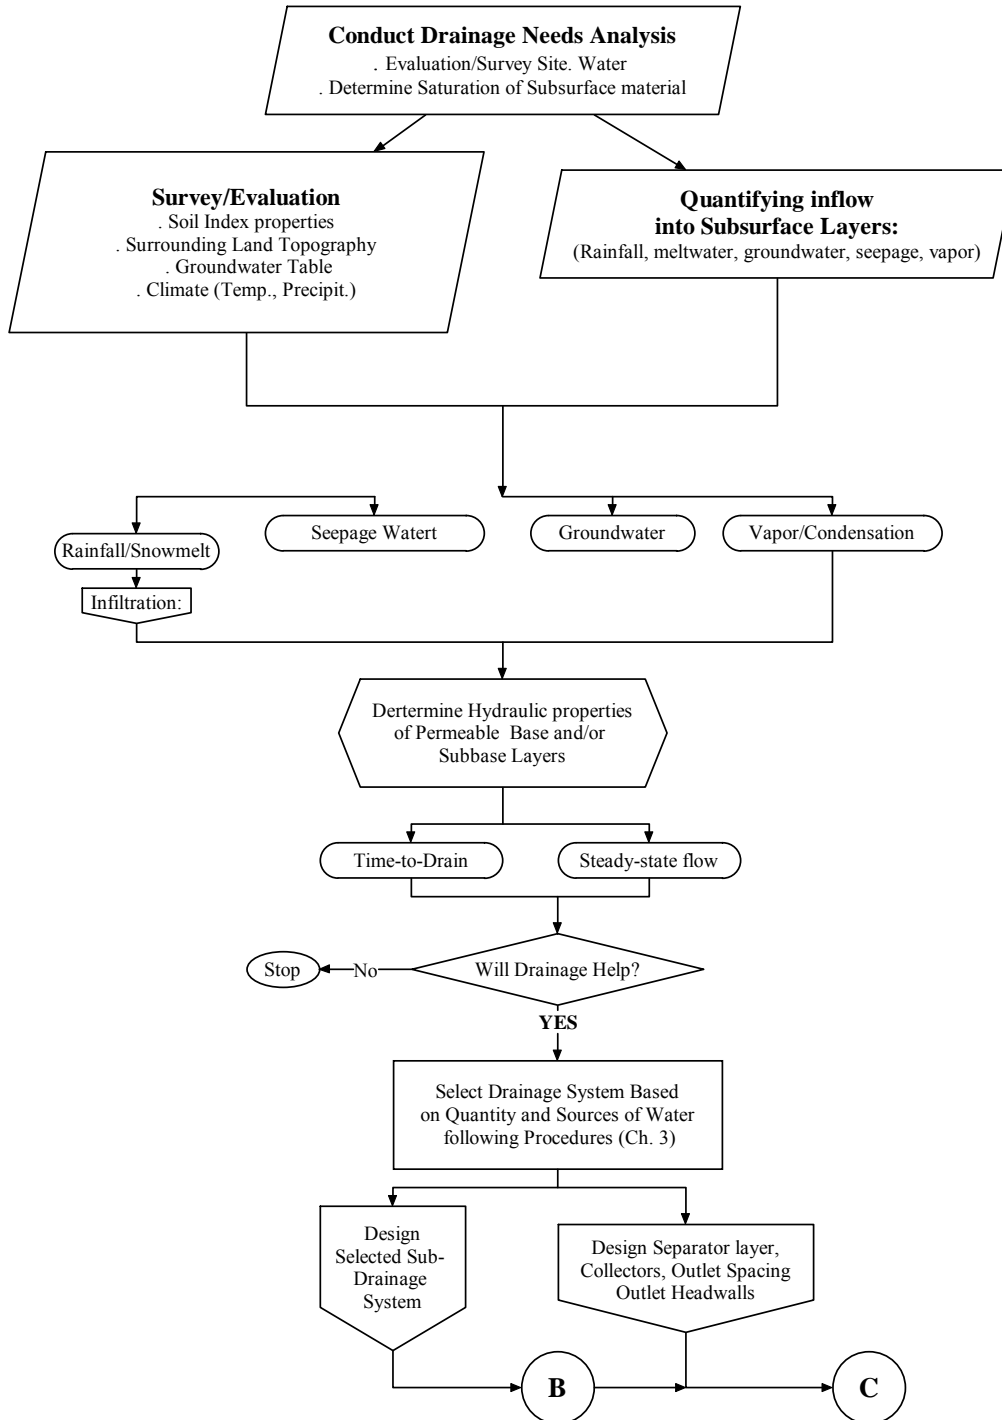 Conduct Drainage Needs Analysis
. Evaluation/Survey Site. Water
. Determine Saturation of Subsurface material
Survey/Evaluation
. Soil Index properties
. Surrounding Land Topography
. Groundwater Table
. Climate (Temp., Precipit.)
Quantifying inflow
into Subsurface Layers:
(Rainfall, meltwater, groundwater, seepage, vapor)
Rainfall/Snowmelt
Seepage Watert
Groundwater
Vapor/Condensation
Infiltration:
Dertermine Hydraulic properties
of Permeable Base and/or
Subbase Layers
Time-to-Drain
Steady-state flow
Will Drainage Help?
No
Stop
YES
Select Drainage System Based
on Quantity and Sources of Water
following Procedures (Ch. 3)
Design
Selected Sub-
Drainage
System
Design Separator layer,
Collectors, Outlet Spacing
Outlet Headwalls
B
C